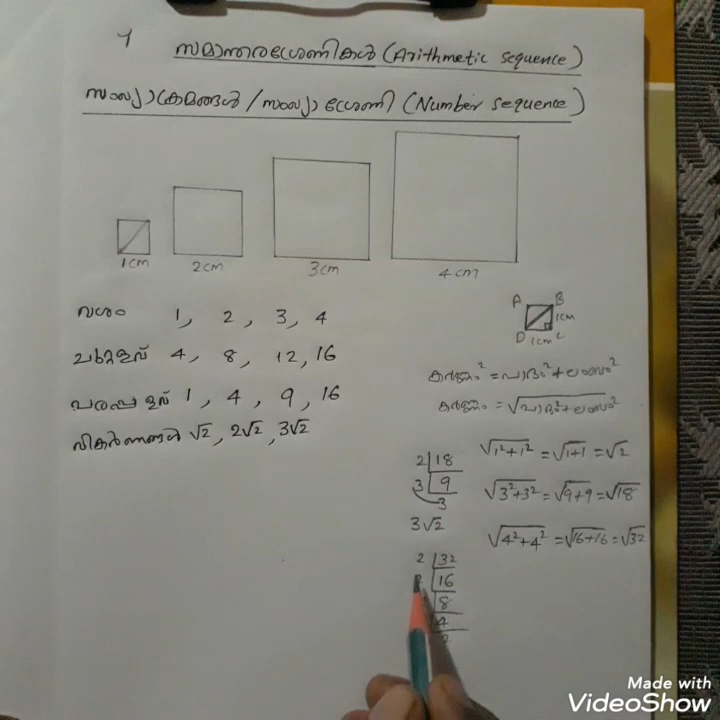 1
സമാന്തരശ്രേണികൾ (Arithmetic sequence)
സംഖ്യാക്രമങ്ങൾ / സംഖ്യാ ശ്രേണി (Number sequence)
1cm 2cm 3cm 4cm
വശം 1, 2, 3, 4
ചുറ്റളവ് 4, 8, 12, 16
പരപ്പളവ് 1, 4, 9, 16
വികർണങ്ങൾ √2, 2√2, 3√2
A B
1cm
D 1cm C
കർണ്ണം² = പാദം² + ലംബം²
കർണ്ണം = √പാദം² + ലംബം²
√1²+1² = √1+1 = √2
√3²+3² = √9+9 = √18
√4²+4² = √16+16 = √32
2 18
3 9
3
3√2
2 32
16
8
4
2
Made with
VideoShow